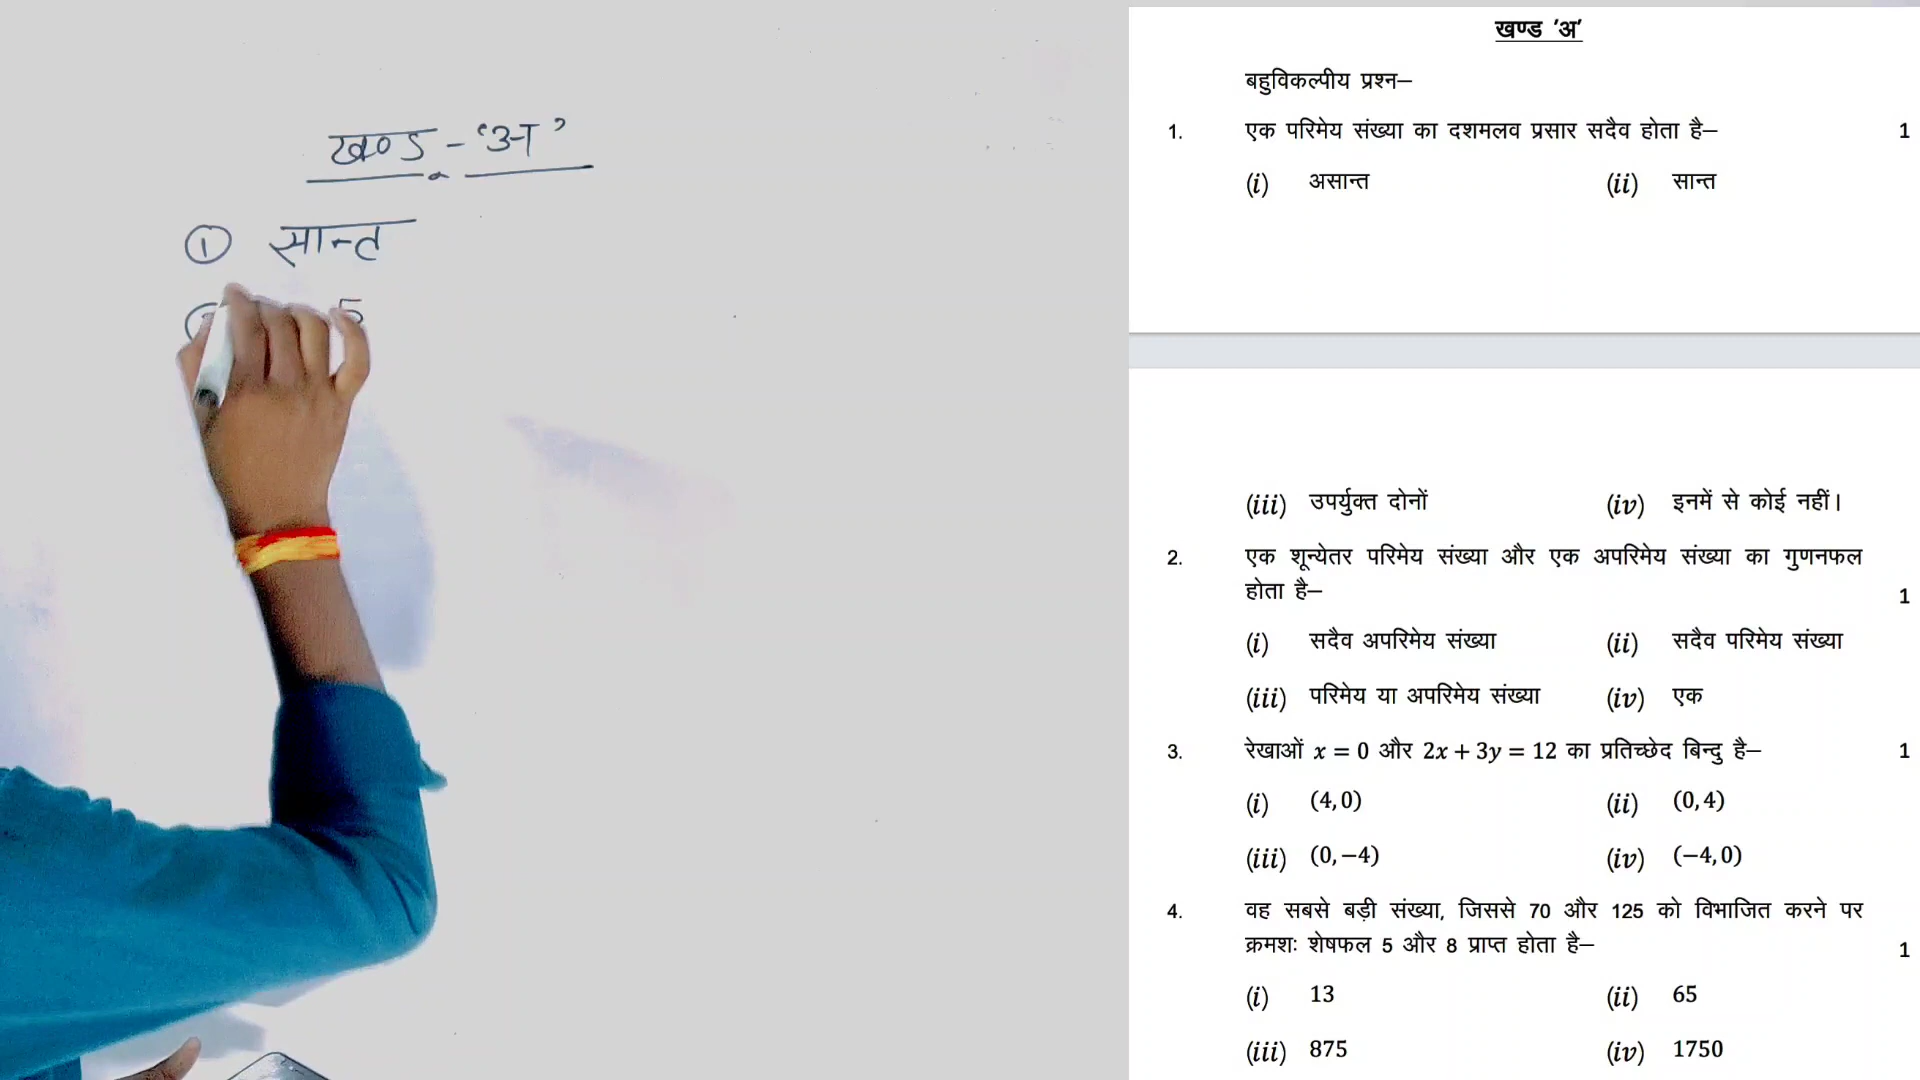 खण्ड - 'अ'
① सान्त
5
खण्ड 'अ'
बहुविकल्पीय प्रश्न–
1. एक परिमेय संख्या का दशमलव प्रसार सदैव होता है– 1
(i) असान्त (ii) सान्त
(iii) उपर्युक्त दोनों (iv) इनमें से कोई नहीं।
2. एक शून्येतर परिमेय संख्या और एक अपरिमेय संख्या का गुणनफल
होता है– 1
(i) सदैव अपरिमेय संख्या (ii) सदैव परिमेय संख्या
(iii) परिमेय या अपरिमेय संख्या (iv) एक
3. रेखाओं x = 0 और 2x + 3y = 12 का प्रतिच्छेद बिन्दु है– 1
(i) (4, 0) (ii) (0, 4)
(iii) (0, −4) (iv) (−4, 0)
4. वह सबसे बड़ी संख्या, जिससे 70 और 125 को विभाजित करने पर
क्रमशः शेषफल 5 और 8 प्राप्त होता है– 1
(i) 13 (ii) 65
(iii) 875 (iv) 1750